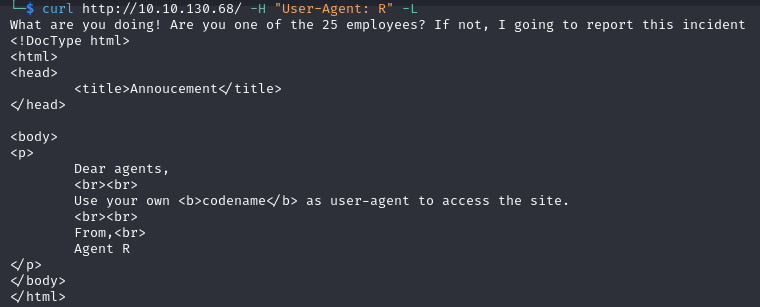 └─$ curl http://10.10.130.68/ -H "User-Agent: R" -L
What are you doing! Are you one of the 25 employees? If not, I going to report this incident
<!DocType html>
<html>
<head>
        <title>Annoucement</title>
</head>

<body>
<p>
        Dear agents,
        <br><br>
        Use your own <b>codename</b> as user-agent to access the site.
        <br><br>
        From,<br>
        Agent R
</p>
</body>
</html>